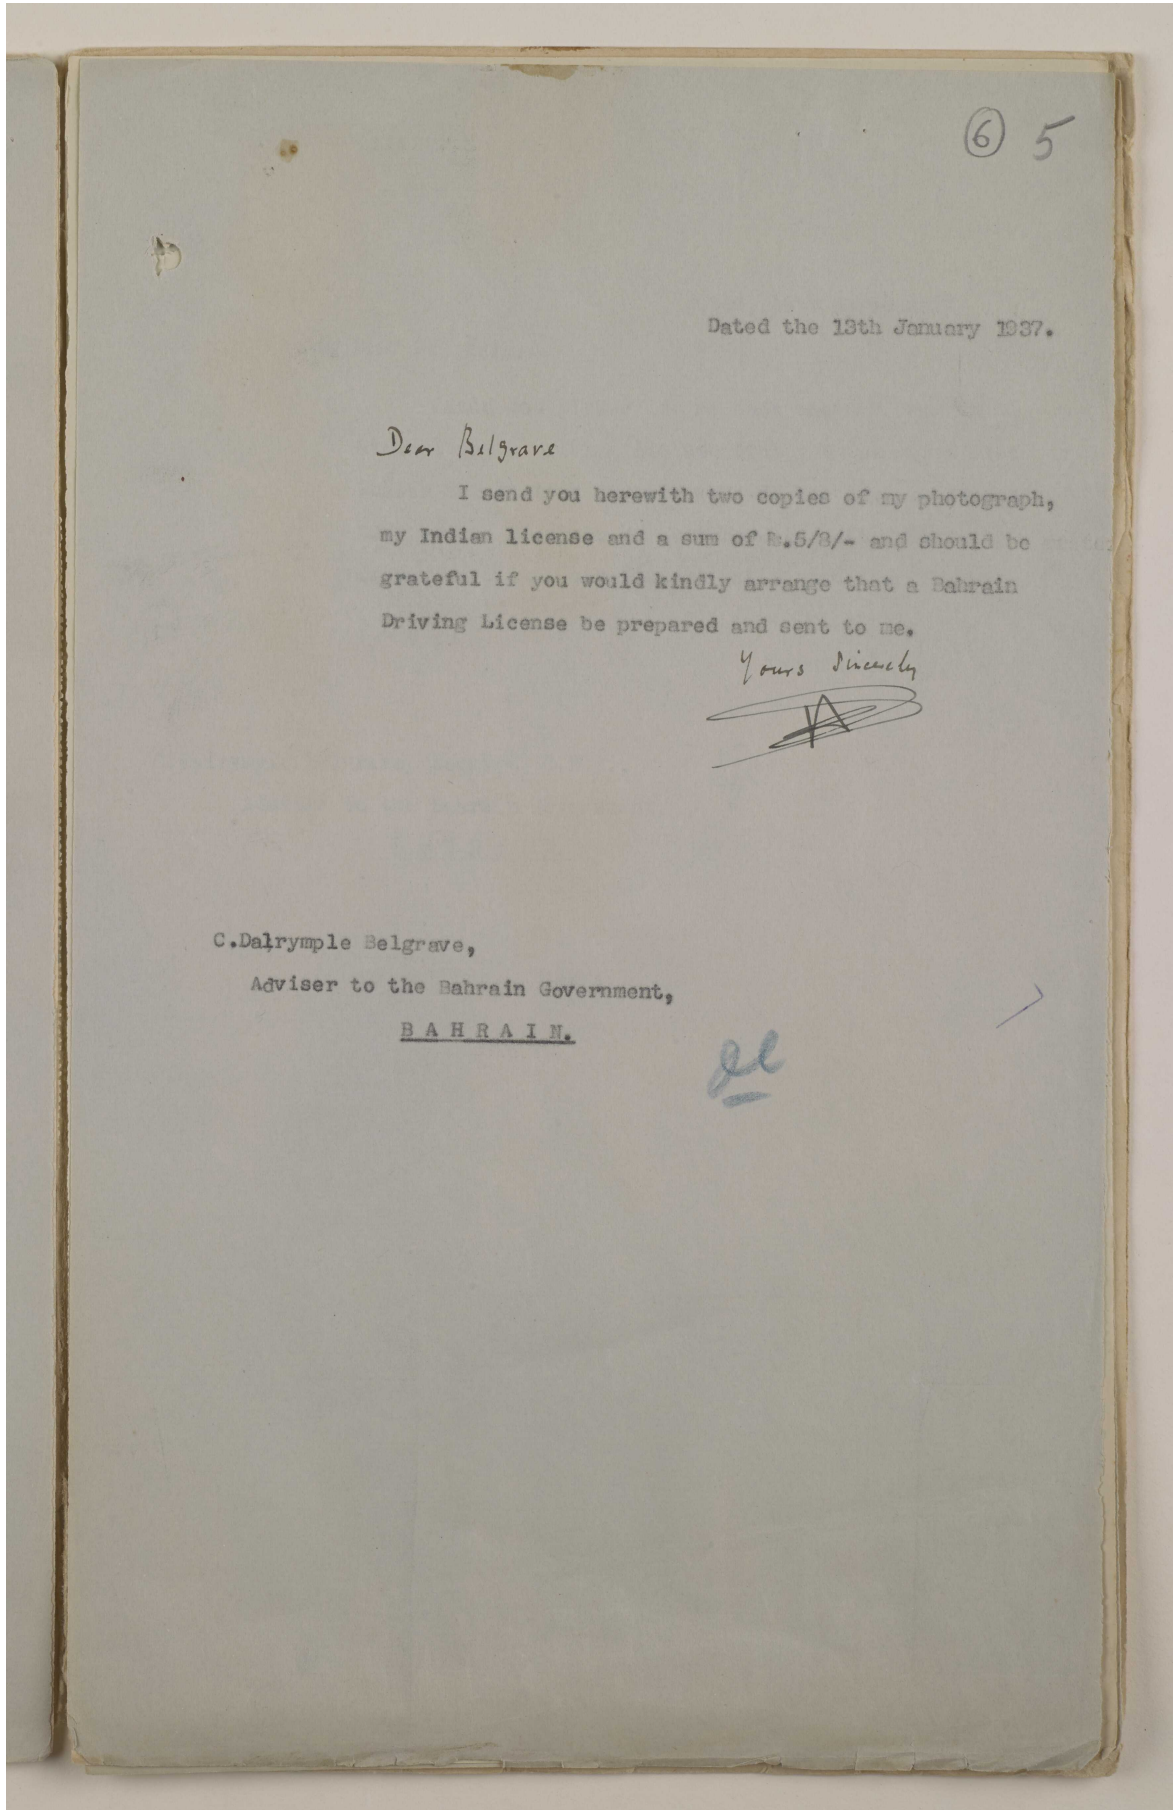 6 5
Dated the 13th January 1937.
Dear Belgrave
I send you herewith two copies of my photograph,
my Indian license and a sum of Rs.5/8/- and should be
grateful if you would kindly arrange that a Bahrain
Driving License be prepared and sent to me.
Yours Sincerely
C.Dalrymple Belgrave,
Adviser to the Bahrain Government,
BAHRAIN.